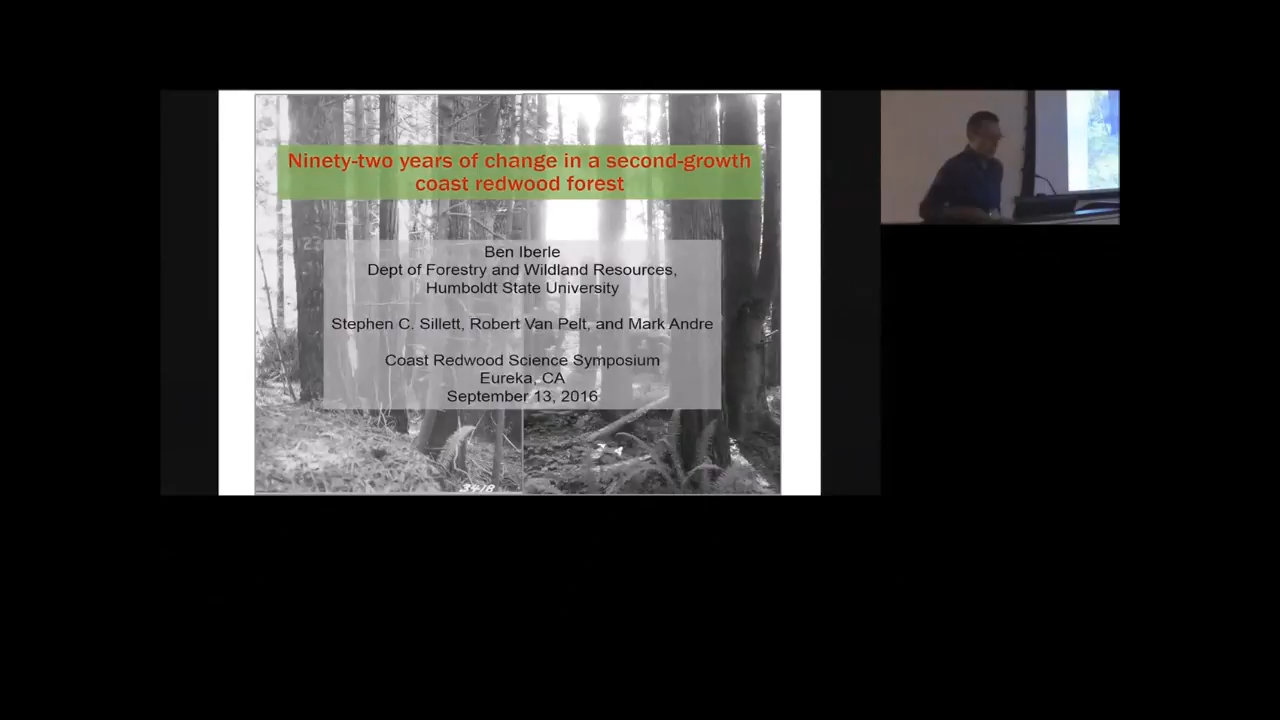 Ninety-two years of change in a second-growth
coast redwood forest
123
Ben Iberle
Dept of Forestry and Wildland Resources,
Humboldt State University
Stephen C. Sillett, Robert Van Pelt, and Mark Andre
Coast Redwood Science Symposium
Eureka, CA
September 13, 2016
3418